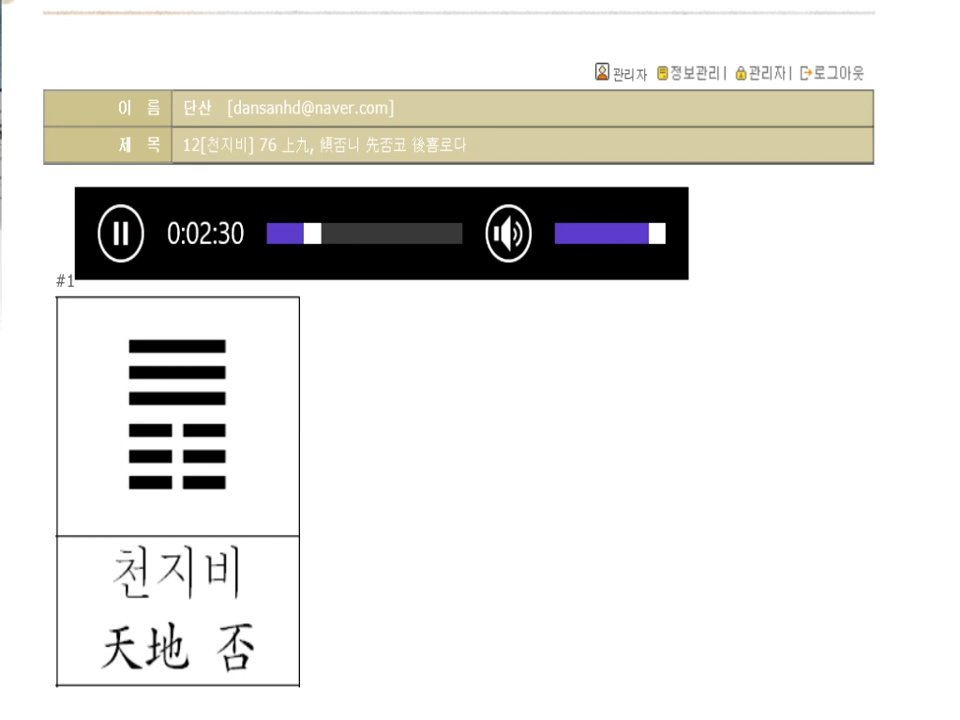 관리자 정보관리| 관리자| 로그아웃
이 름 단산 [dansanhd@naver.com]
제 목 12[천지비] 76 上九, 傾否니 先否코 後喜로다
0:02:30
#1
천지비
天地 否